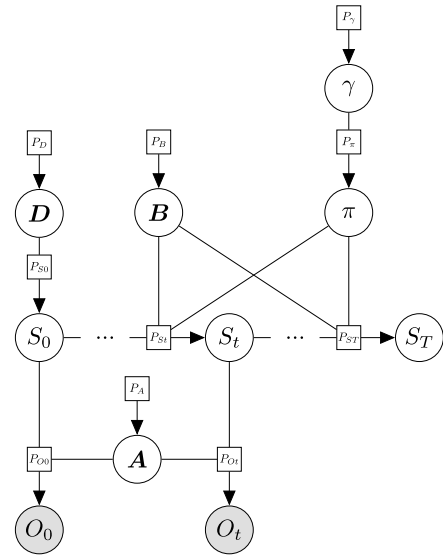 P_γ
γ
P_D P_B P_π
D B π
P_S0
S_0 ... P_St S_t ... P_ST S_T
P_A
P_O0 A P_Ot
O_0 O_t